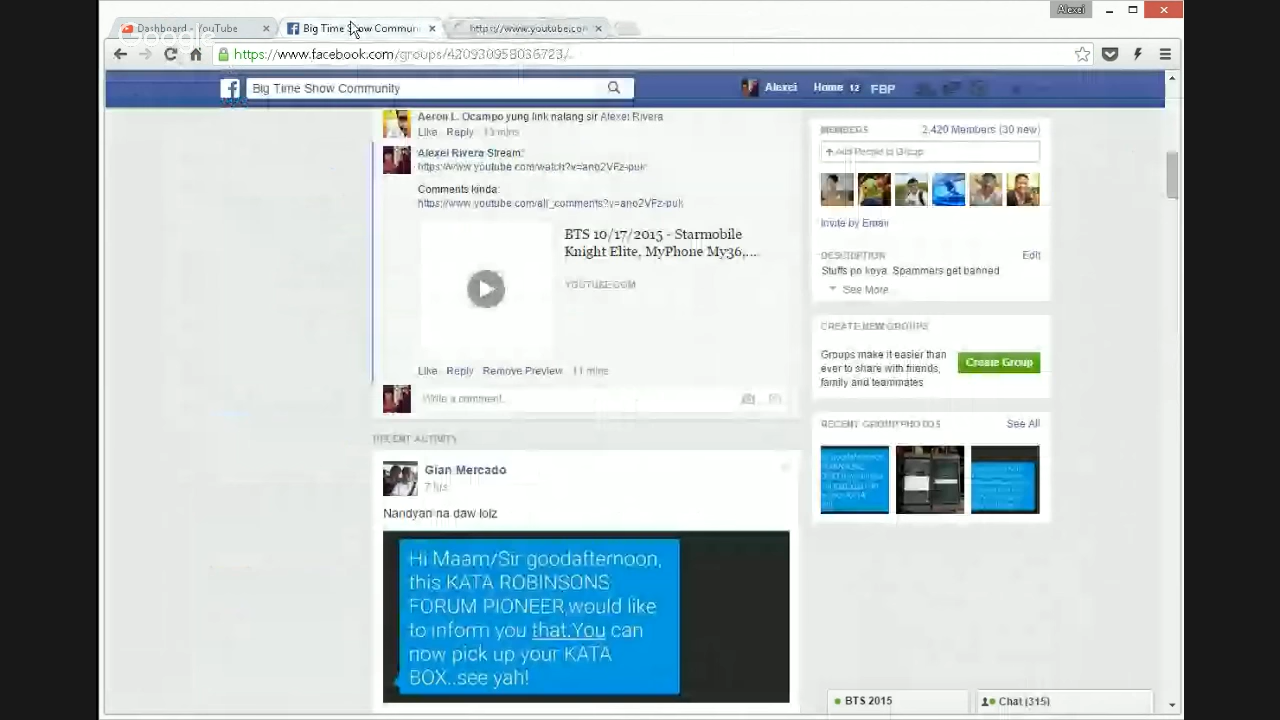 Alexei
Dashboard - YouTube
Big Time Show Commun
https://www.youtube.con
Google
https://www.facebook.com/groups/420930958036723/
Big Time Show Community
Alexei
Home 12
FBP
Aeron L. Ocampo yung link nalang sir Alexei Rivera
Like Reply 13 mins
Alexei Rivera Stream:
https://www.youtube.com/watch?v=ano2VFz-puk
Comments kinda:
https://www.youtube.com/all_comments?v=ano2VFz-puk
BTS 10/17/2015 - Starmobile
Knight Elite, MyPhone My36,...
YOUTUBE.COM
Like Reply Remove Preview 11 mins
Write a comment...
RECENT ACTIVITY
Gian Mercado
7 hrs
Nandyan na daw lolz
Hi Maam/Sir goodafternoon,
this KATA ROBINSONS
FORUM PIONEER,would like
to inform you that.You can
now pick up your KATA
BOX..see yah!
MEMBERS
2,420 Members (30 new)
Add People to Group
Invite by Email
DESCRIPTION
Edit
Stuffs po koya. Spammers get banned
See More
CREATE NEW GROUPS
Groups make it easier than
ever to share with friends,
family and teammates
Create Group
RECENT GROUP PHOTOS
See All
BTS 2015
Chat (315)